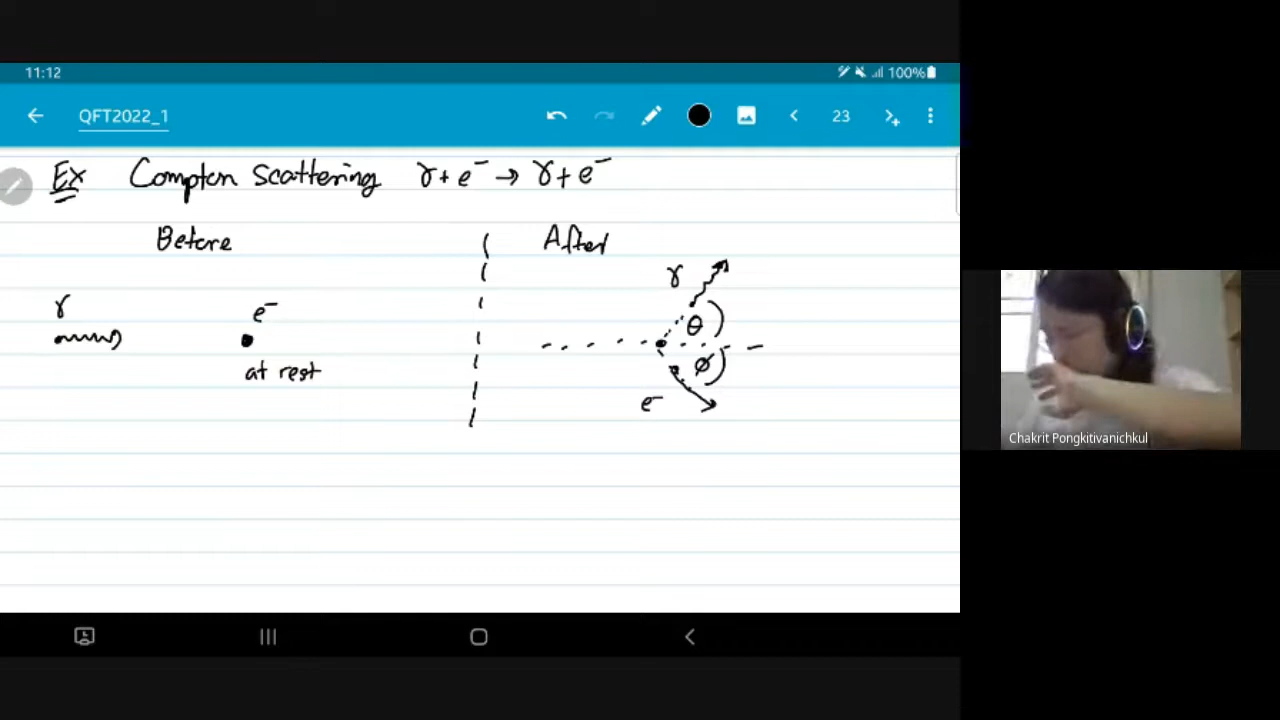 11:12
100%
QFT2022_1
23
Ex Compton Scattering γ + e⁻ → γ + e⁻
Before
After
γ
e⁻
at rest
γ
θ
φ
e⁻
Chakrit Pongkitivanichkul